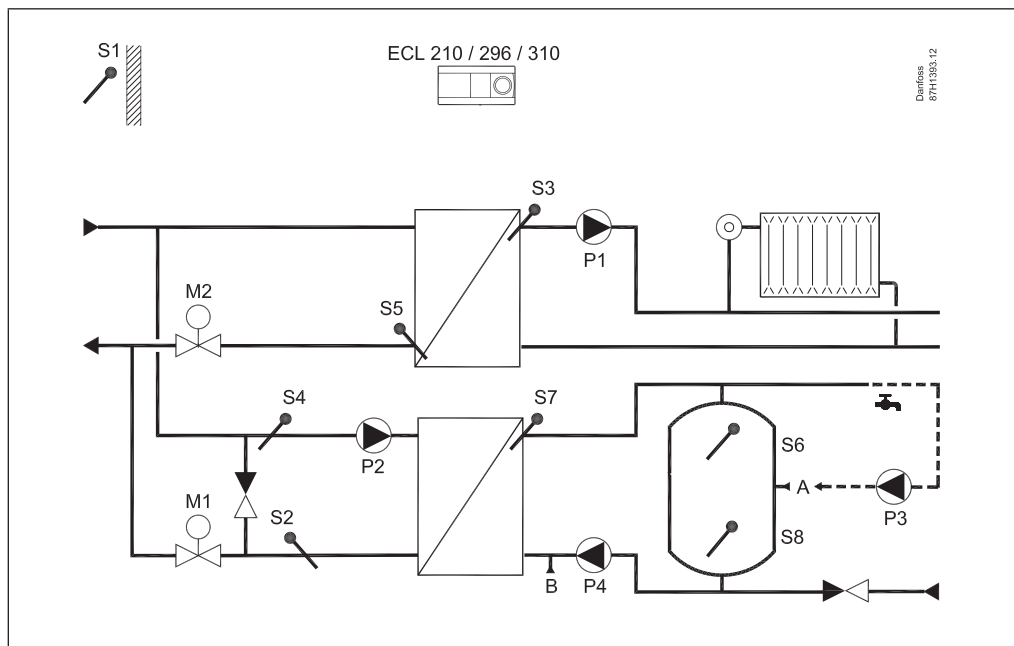 S1
ECL 210 / 296 / 310
Danfoss
87H1393.12
S3
P1
M2
S5
S4
S7
P2
S6
A
P3
M1
S2
S8
B
P4